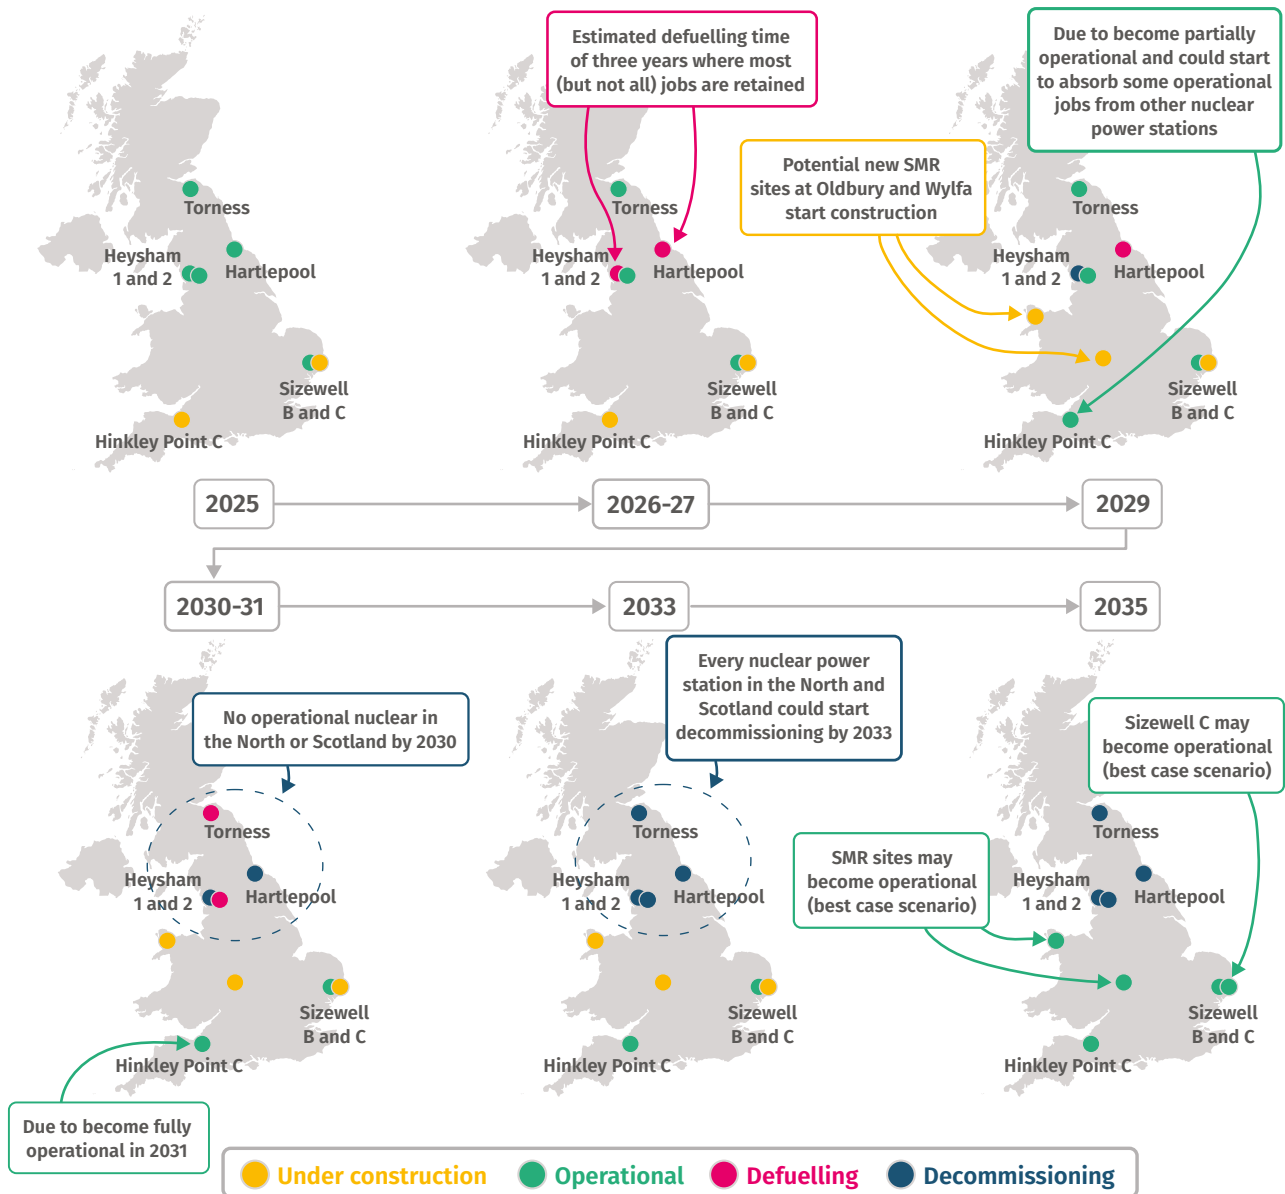 Torness
Heysham
1 and 2
Hartlepool
Sizewell
B and C
Hinkley Point C
2025
Estimated defuelling time
of three years where most
(but not all) jobs are retained
Torness
Heysham
1 and 2
Hartlepool
Sizewell
B and C
Hinkley Point C
2026-27
Due to become partially
operational and could start
to absorb some operational
jobs from other nuclear
power stations
Potential new SMR
sites at Oldbury and Wylfa
start construction
Torness
Heysham
1 and 2
Hartlepool
Sizewell
B and C
Hinkley Point C
2029
2030-31
No operational nuclear in
the North or Scotland by 2030
Torness
Heysham
1 and 2
Hartlepool
Sizewell
B and C
Hinkley Point C
Due to become fully
operational in 2031
2033
Every nuclear power
station in the North and
Scotland could start
decommissioning by 2033
Torness
Heysham
1 and 2
Hartlepool
Sizewell
B and C
Hinkley Point C
2035
Sizewell C may
become operational
(best case scenario)
Torness
SMR sites may
become operational
(best case scenario)
Heysham
1 and 2
Hartlepool
Sizewell
B and C
Hinkley Point C
Under construction
Operational
Defuelling
Decommissioning